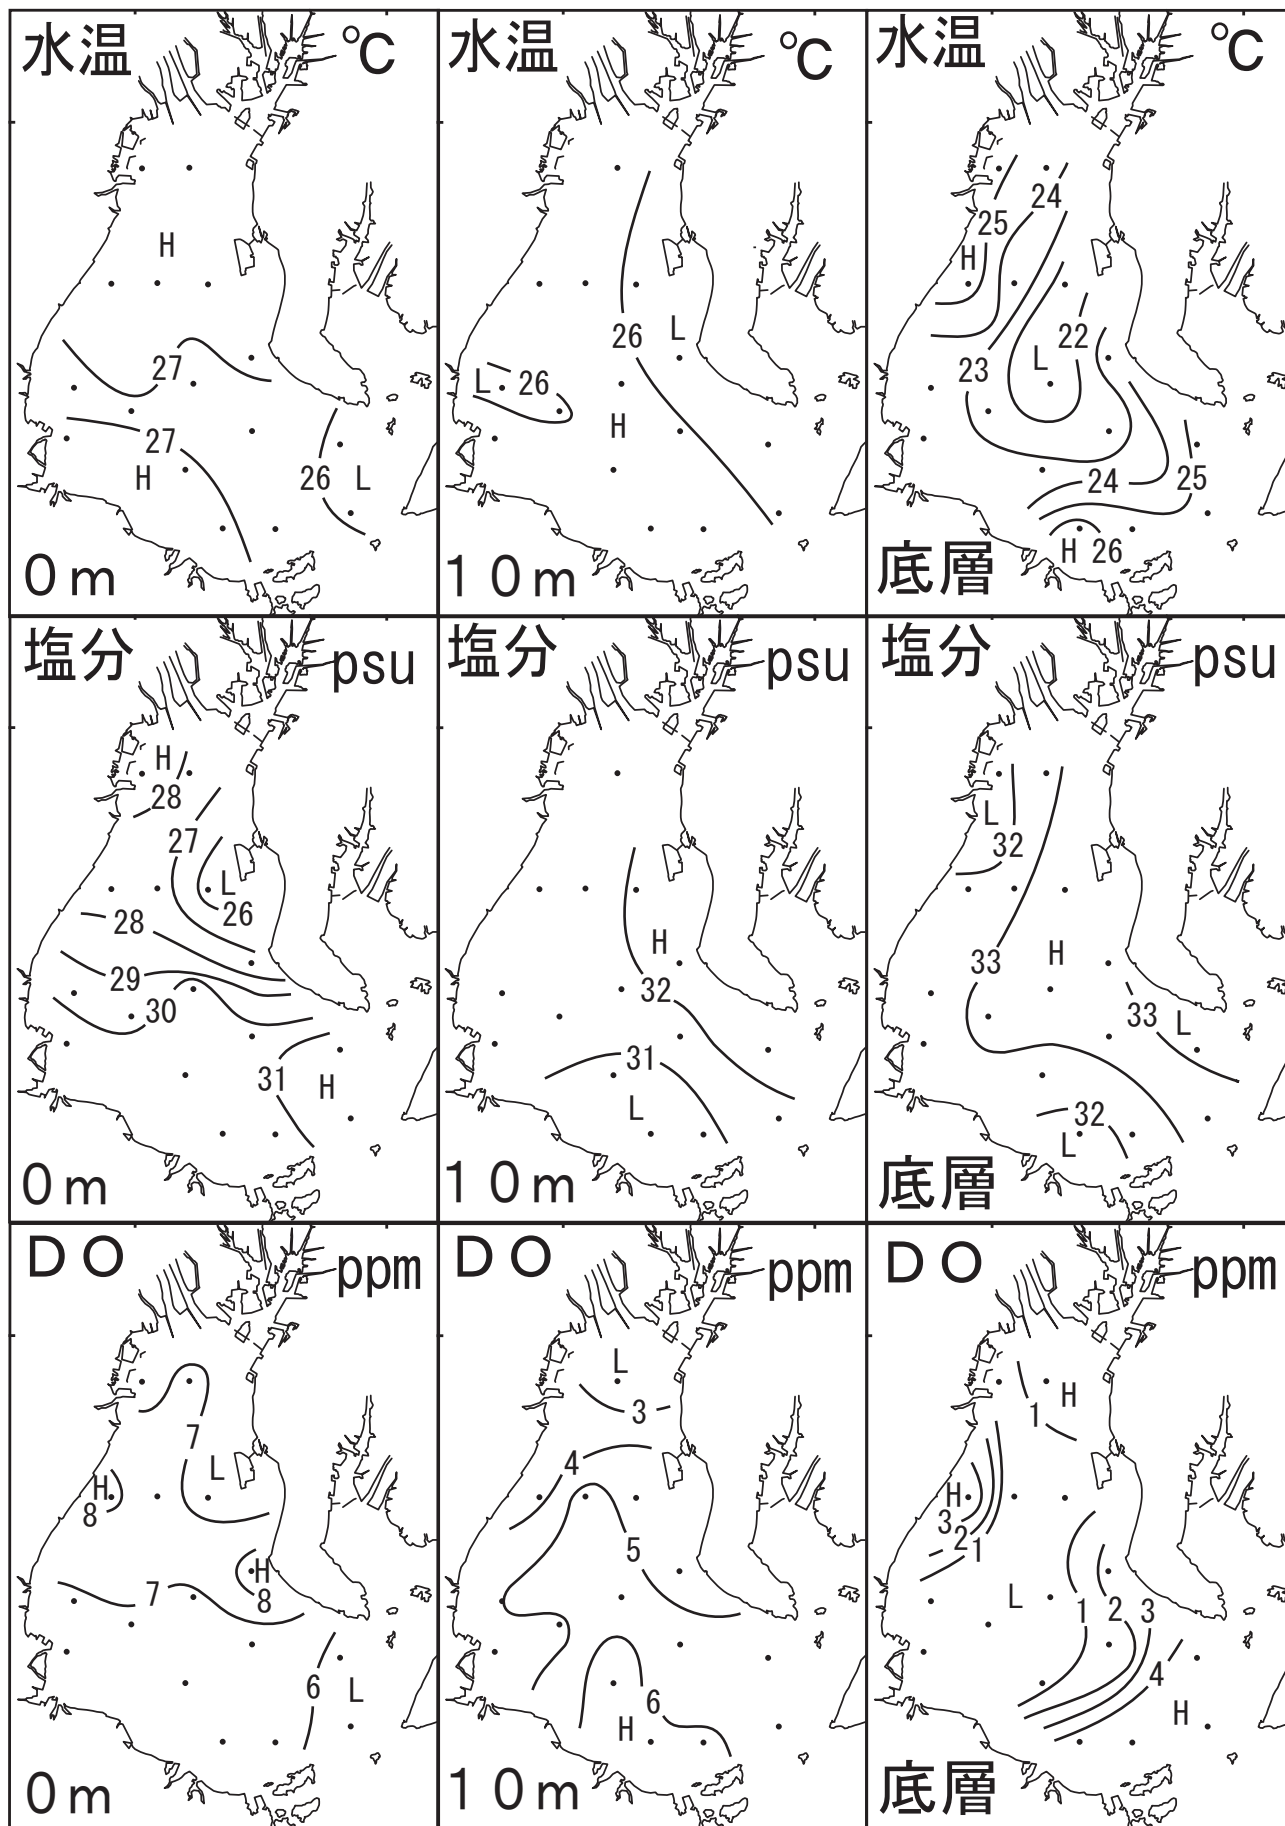 水温 ℃
H
27
27
H
26 L
０ｍ
水温 ℃
26 L
L 26
H
１０ｍ
水温 ℃
24
25
H
22
L
23
24 25
H 26
底層
塩分 psu
H
28
27
L
26
28
29
30
31 H
０ｍ
塩分 psu
H
32
31
L
１０ｍ
塩分 psu
L
32
33 H
33 L
32
L
底層
ＤＯ ppm
7
L
H
8
H
8
7
6 L
０ｍ
ＤＯ ppm
L
3
4
5
6
H
１０ｍ
ＤＯ ppm
H
1
H
3
2 1
L
1 2 3
4
H
底層